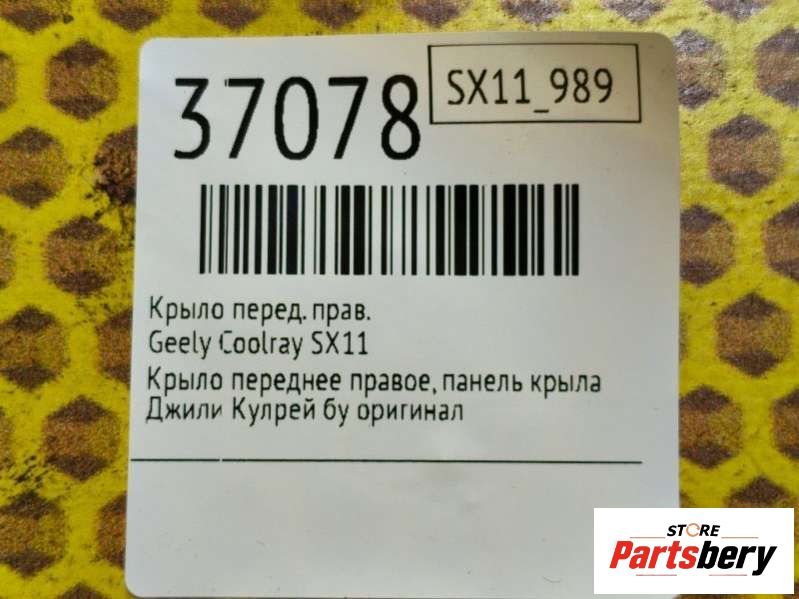 37078
SX11_989
Крыло перед. прав.
Geely Coolray SX11
Крыло переднее правое, панель крыла
Джили Кулрей бу оригинал
STORE
Partsbery